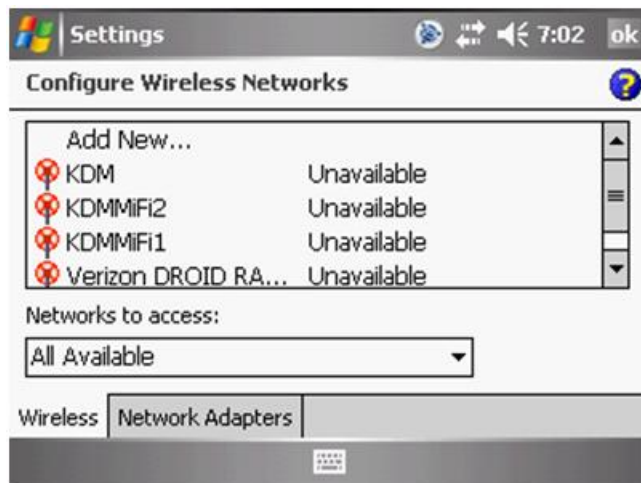 Settings 7:02 ok
Configure Wireless Networks ?
Add New...
KDM Unavailable
KDMMiFi2 Unavailable
KDMMiFi1 Unavailable
Verizon DROID RA... Unavailable
Networks to access:
All Available
Wireless Network Adapters